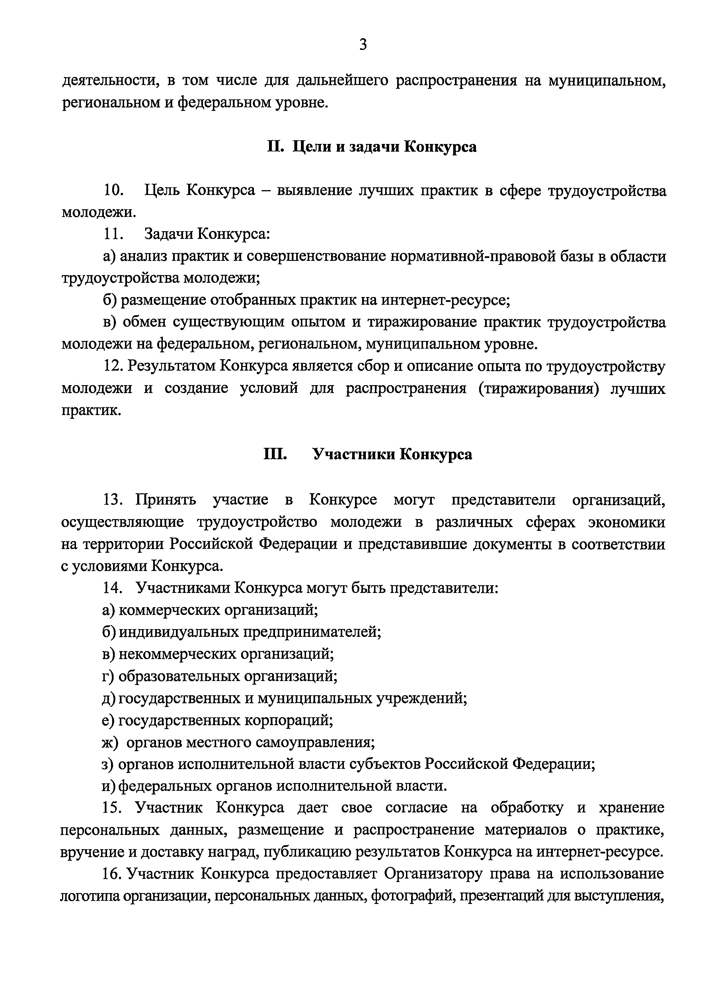 3
деятельности, в том числе для дальнейшего распространения на муниципальном,
региональном и федеральном уровне.
II. Цели и задачи Конкурса
10. Цель Конкурса – выявление лучших практик в сфере трудоустройства
молодежи.
11. Задачи Конкурса:
а) анализ практик и совершенствование нормативной-правовой базы в области
трудоустройства молодежи;
б) размещение отобранных практик на интернет-ресурсе;
в) обмен существующим опытом и тиражирование практик трудоустройства
молодежи на федеральном, региональном, муниципальном уровне.
12. Результатом Конкурса является сбор и описание опыта по трудоустройству
молодежи и создание условий для распространения (тиражирования) лучших
практик.
III. Участники Конкурса
13. Принять участие в Конкурсе могут представители организаций,
осуществляющие трудоустройство молодежи в различных сферах экономики
на территории Российской Федерации и представившие документы в соответствии
с условиями Конкурса.
14. Участниками Конкурса могут быть представители:
а) коммерческих организаций;
б) индивидуальных предпринимателей;
в) некоммерческих организаций;
г) образовательных организаций;
д) государственных и муниципальных учреждений;
е) государственных корпораций;
ж) органов местного самоуправления;
з) органов исполнительной власти субъектов Российской Федерации;
и) федеральных органов исполнительной власти.
15. Участник Конкурса дает свое согласие на обработку и хранение
персональных данных, размещение и распространение материалов о практике,
вручение и доставку наград, публикацию результатов Конкурса на интернет-ресурсе.
16. Участник Конкурса предоставляет Организатору права на использование
логотипа организации, персональных данных, фотографий, презентаций для выступления,